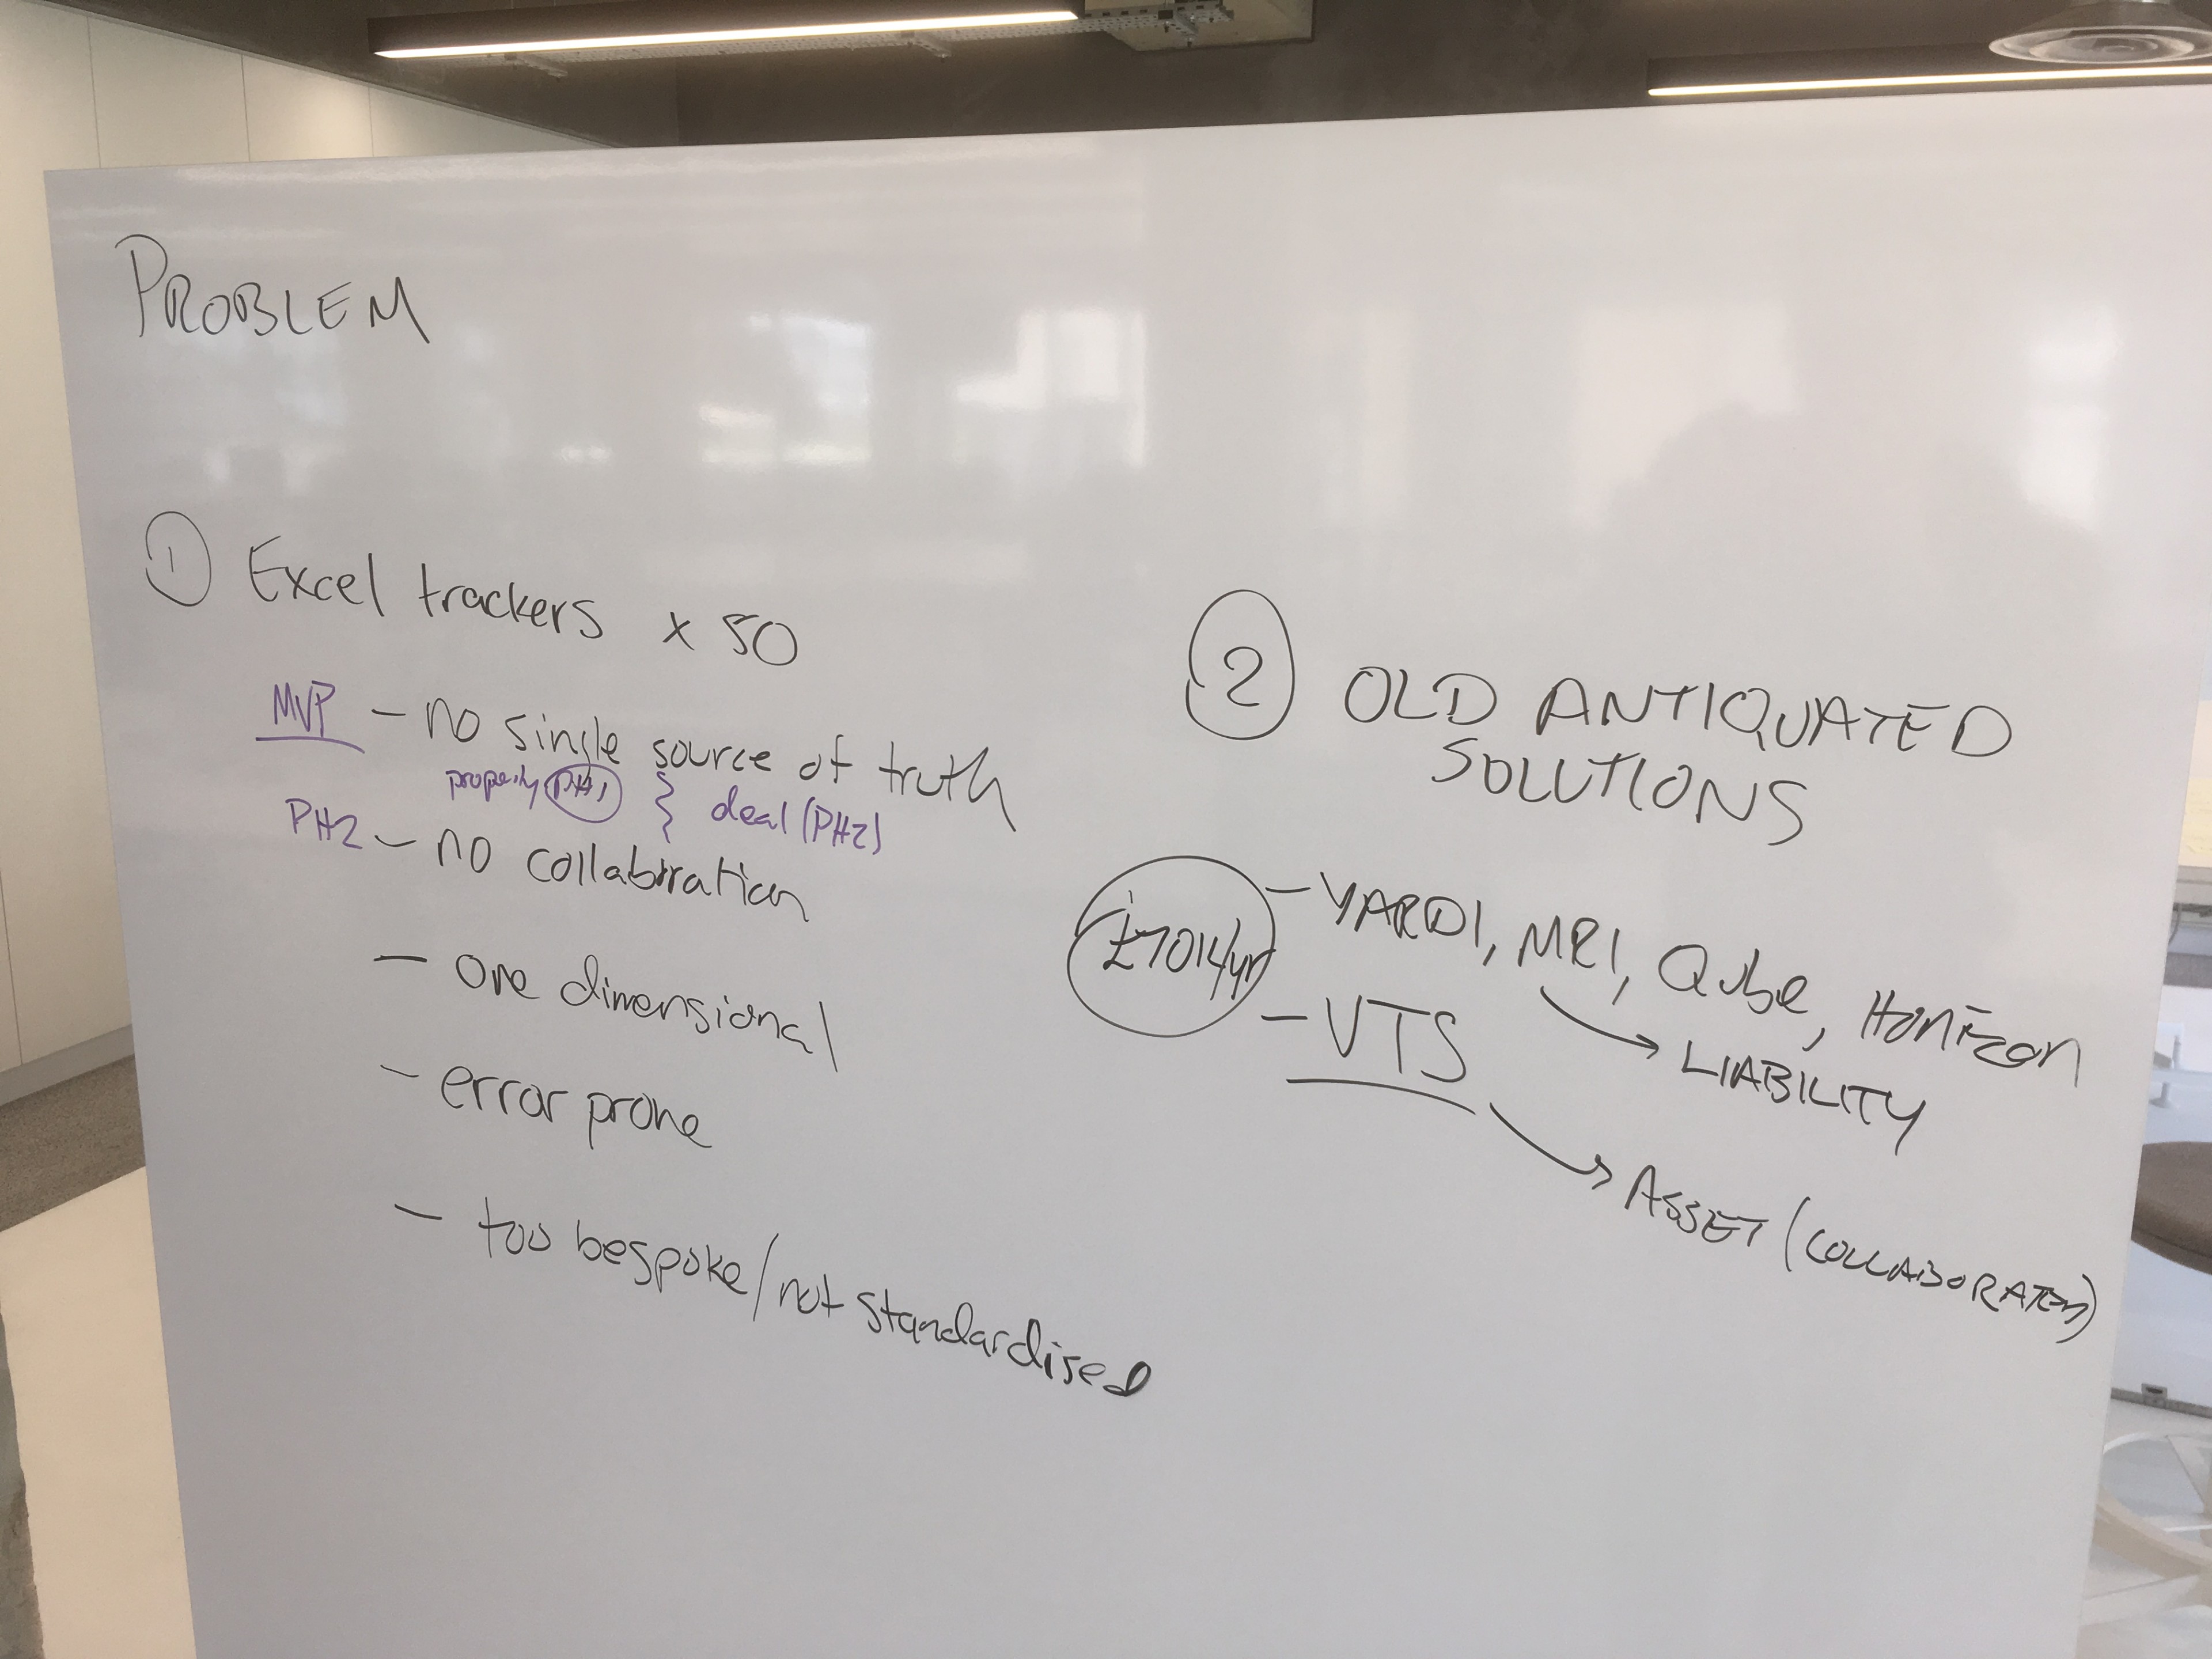 PROBLEM
① Excel trackers x 50
MVP – no single source of truth
property PH1 } deal (PH2)
PH2 – no collabration
– one dimensional
– error prone
– too bespoke/not standardised
② OLD ANTIQUATED
SOLUTIONS
£70K/yr
– YARDI, MRI, Qube, Horizon
→ LIABILITY
– VTS
→ ASSET (COLLABORATEM)